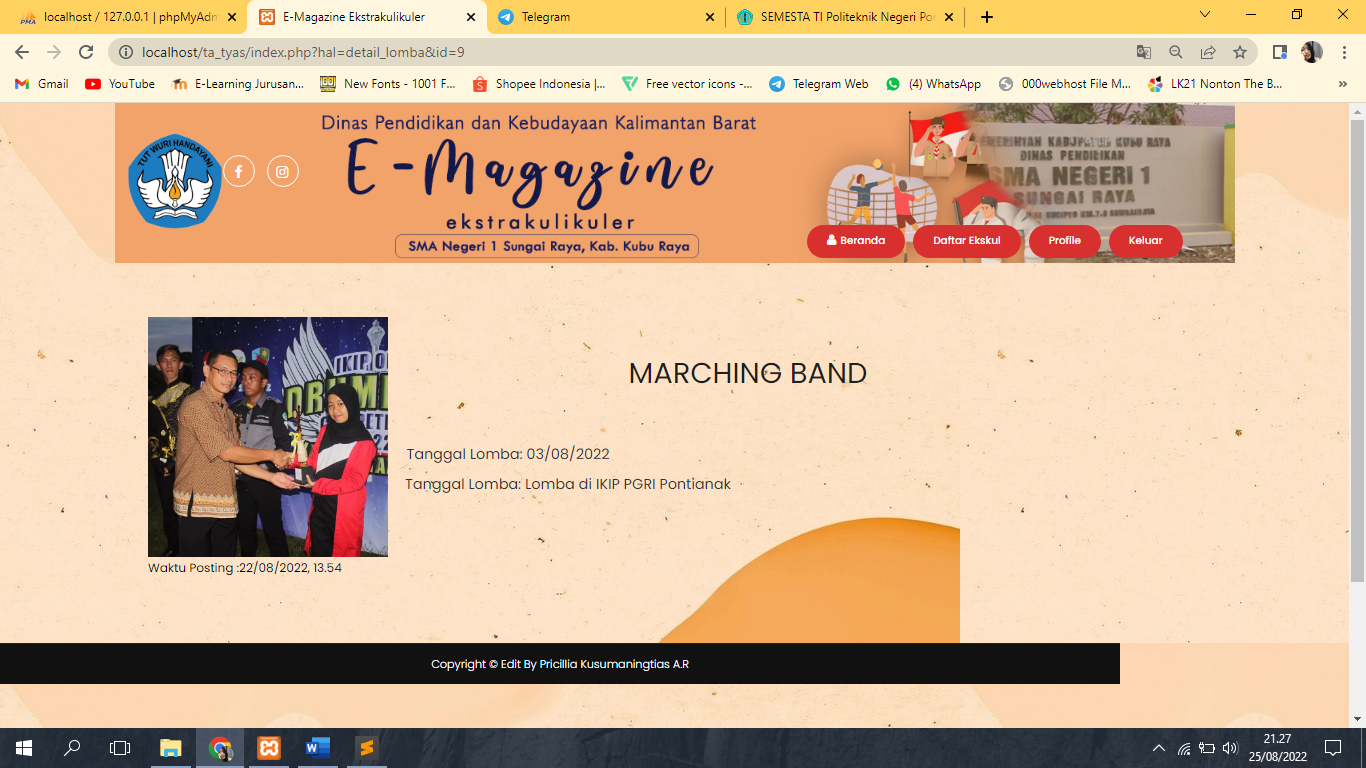 localhost / 127.0.0.1 | phpMyAdn
E-Magazine Ekstrakulikuler
Telegram
SEMESTA TI Politeknik Negeri Po
localhost/ta_tyas/index.php?hal=detail_lomba&id=9
Gmail
YouTube
E-Learning Jurusan...
New Fonts - 1001 F...
Shopee Indonesia |...
Free vector icons -...
Telegram Web
(4) WhatsApp
000webhost File M...
LK21 Nonton The B...
»
TUT WURI HANDAYANI
Dinas Pendidikan dan Kebudayaan Kalimantan Barat
E-Magazine
ekstrakulikuler
SMA Negeri 1 Sungai Raya, Kab. Kubu Raya
KUBU RAYA
DINAS PENDIDIKAN
SMA NEGERI 1
SUNGAI RAYA
Beranda
Daftar Ekskul
Profile
Keluar
IKIP
MARCHING BAND
Tanggal Lomba: 03/08/2022
Tanggal Lomba: Lomba di IKIP PGRI Pontianak
Waktu Posting :22/08/2022, 13.54
Copyright © Edit By Pricillia Kusumaningtias A.R
21.27
25/08/2022